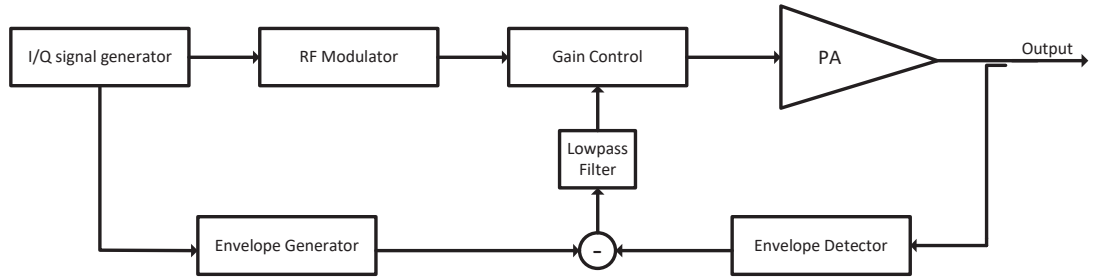 I/Q signal generator
RF Modulator
Gain Control
PA
Output
Lowpass
Filter
Envelope Generator
-
Envelope Detector